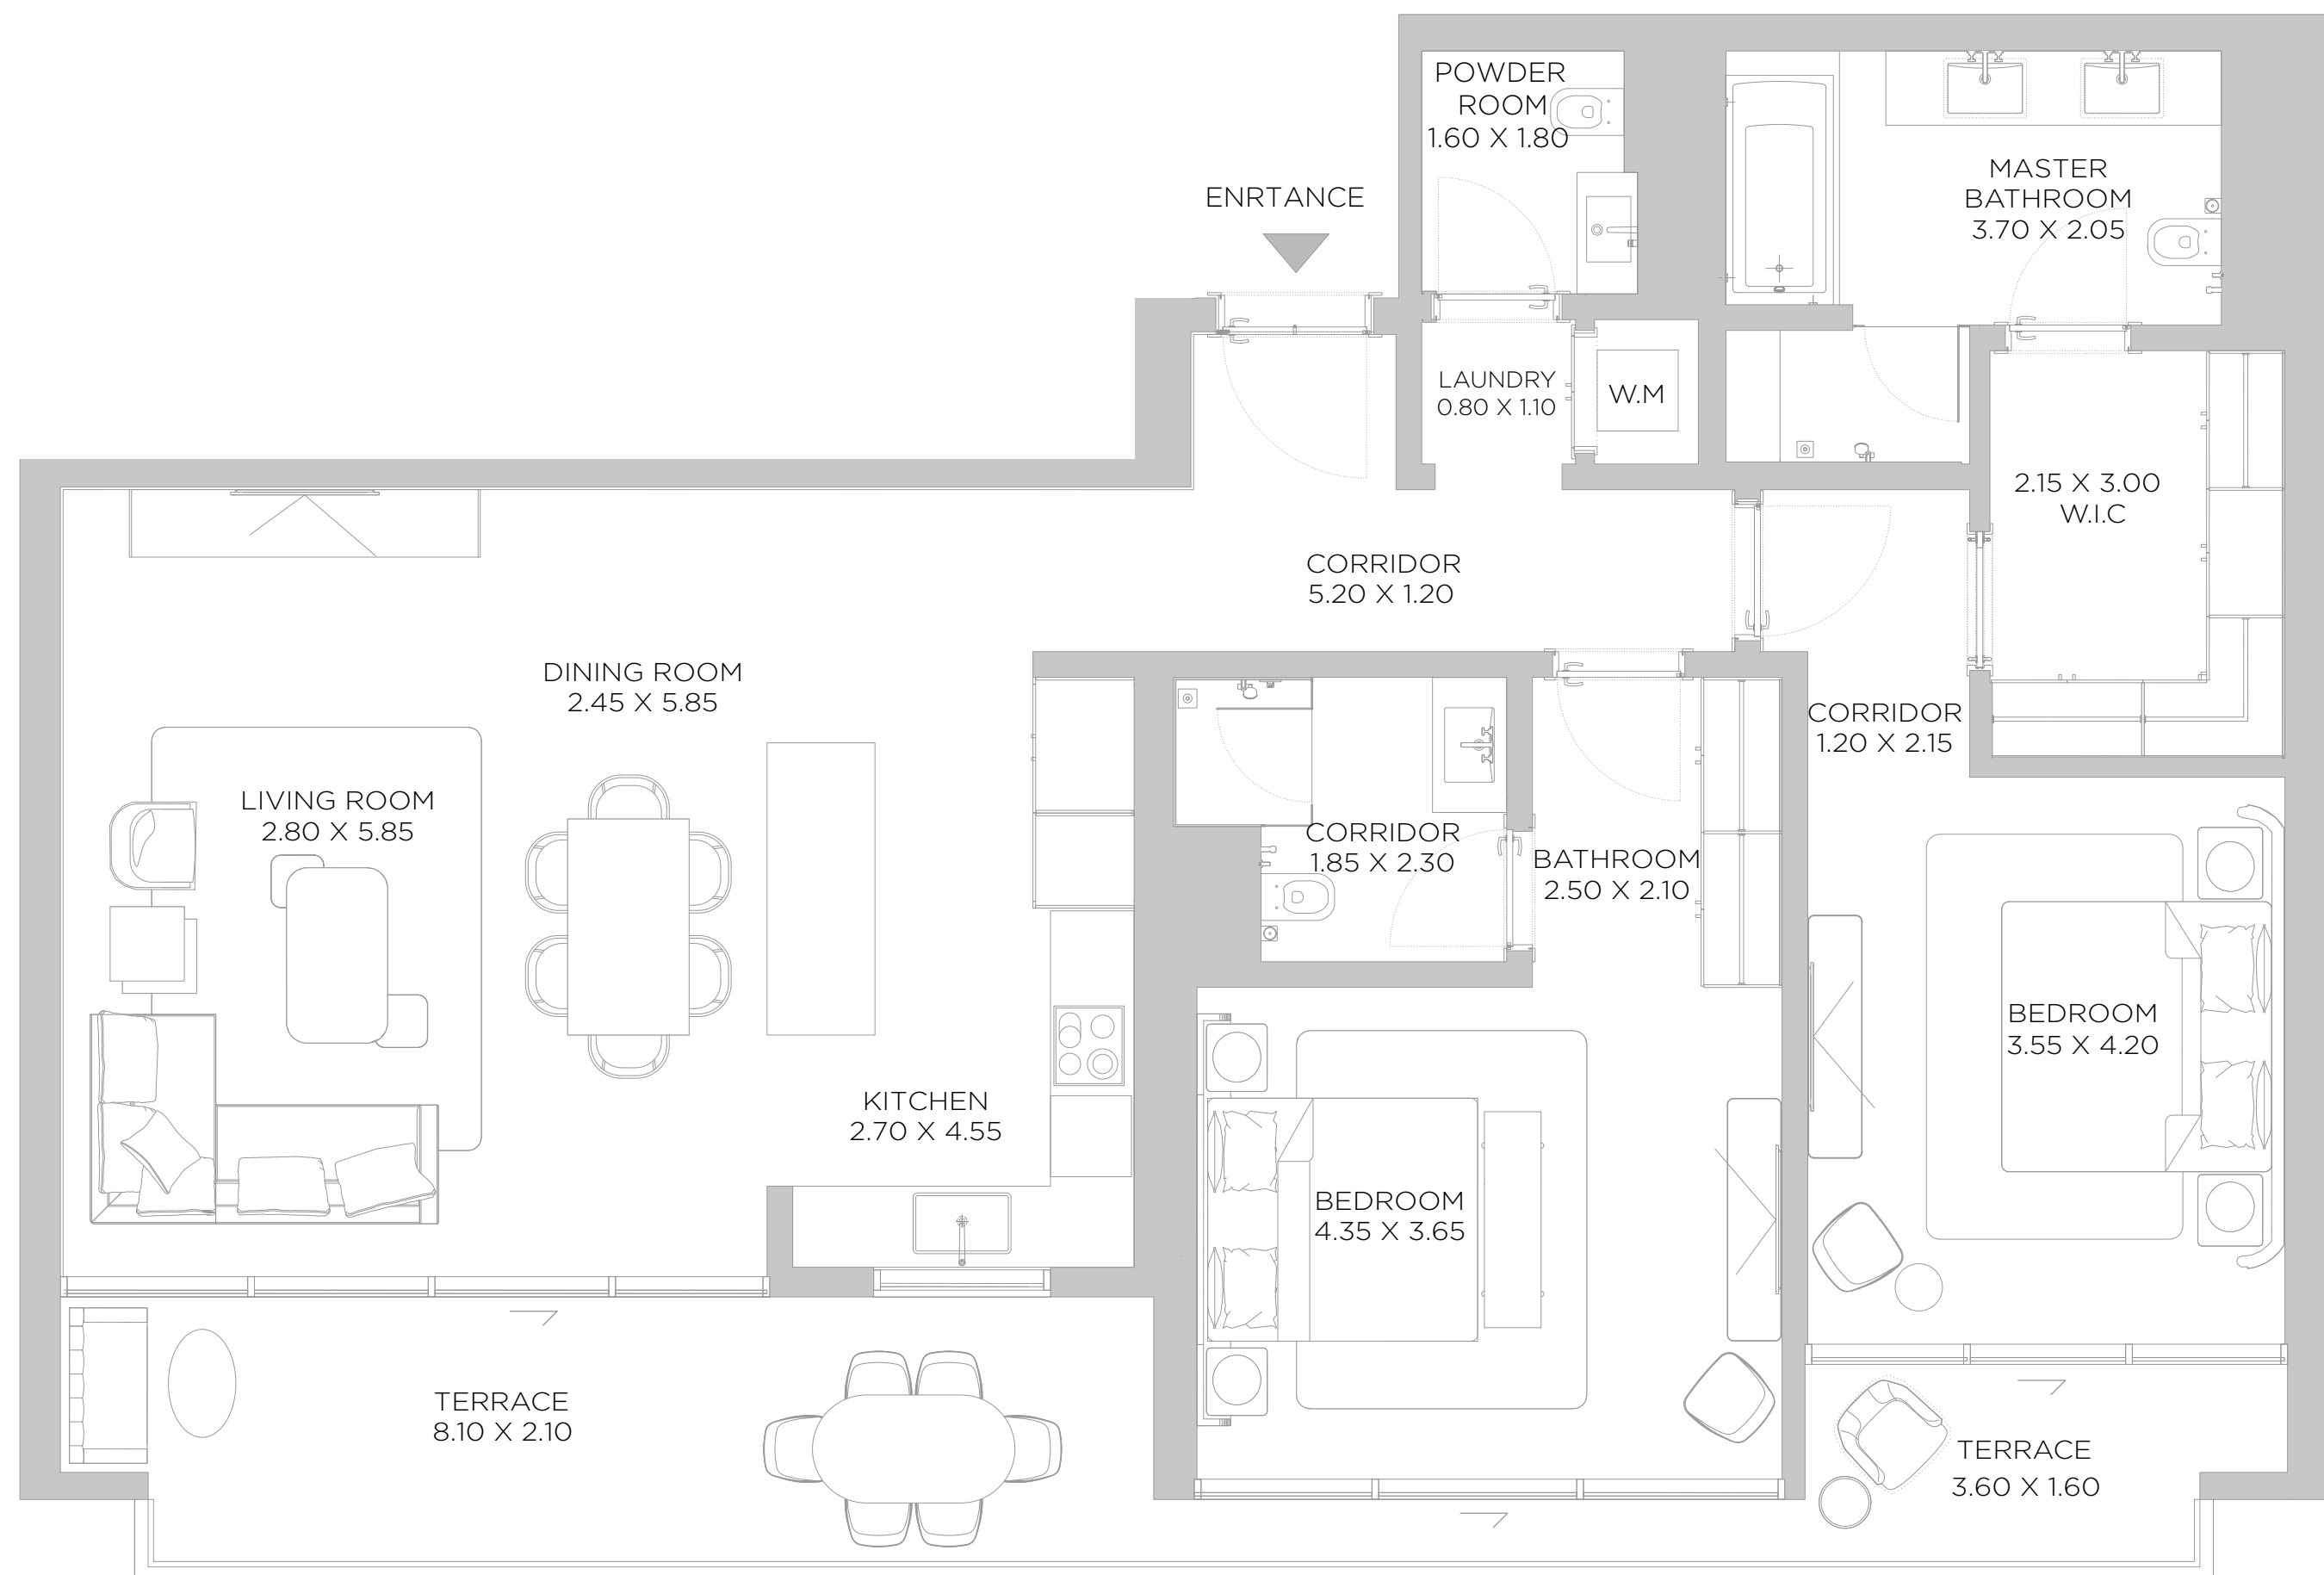 POWDER
ROOM
1.60 X 1.80
MASTER
BATHROOM
3.70 X 2.05
ENRTANCE
LAUNDRY
0.80 X 1.10
W.M
2.15 X 3.00
W.I.C
CORRIDOR
5.20 X 1.20
DINING ROOM
2.45 X 5.85
CORRIDOR
1.20 X 2.15
LIVING ROOM
2.80 X 5.85
CORRIDOR
1.85 X 2.30
BATHROOM
2.50 X 2.10
BEDROOM
3.55 X 4.20
KITCHEN
2.70 X 4.55
BEDROOM
4.35 X 3.65
TERRACE
8.10 X 2.10
TERRACE
3.60 X 1.60